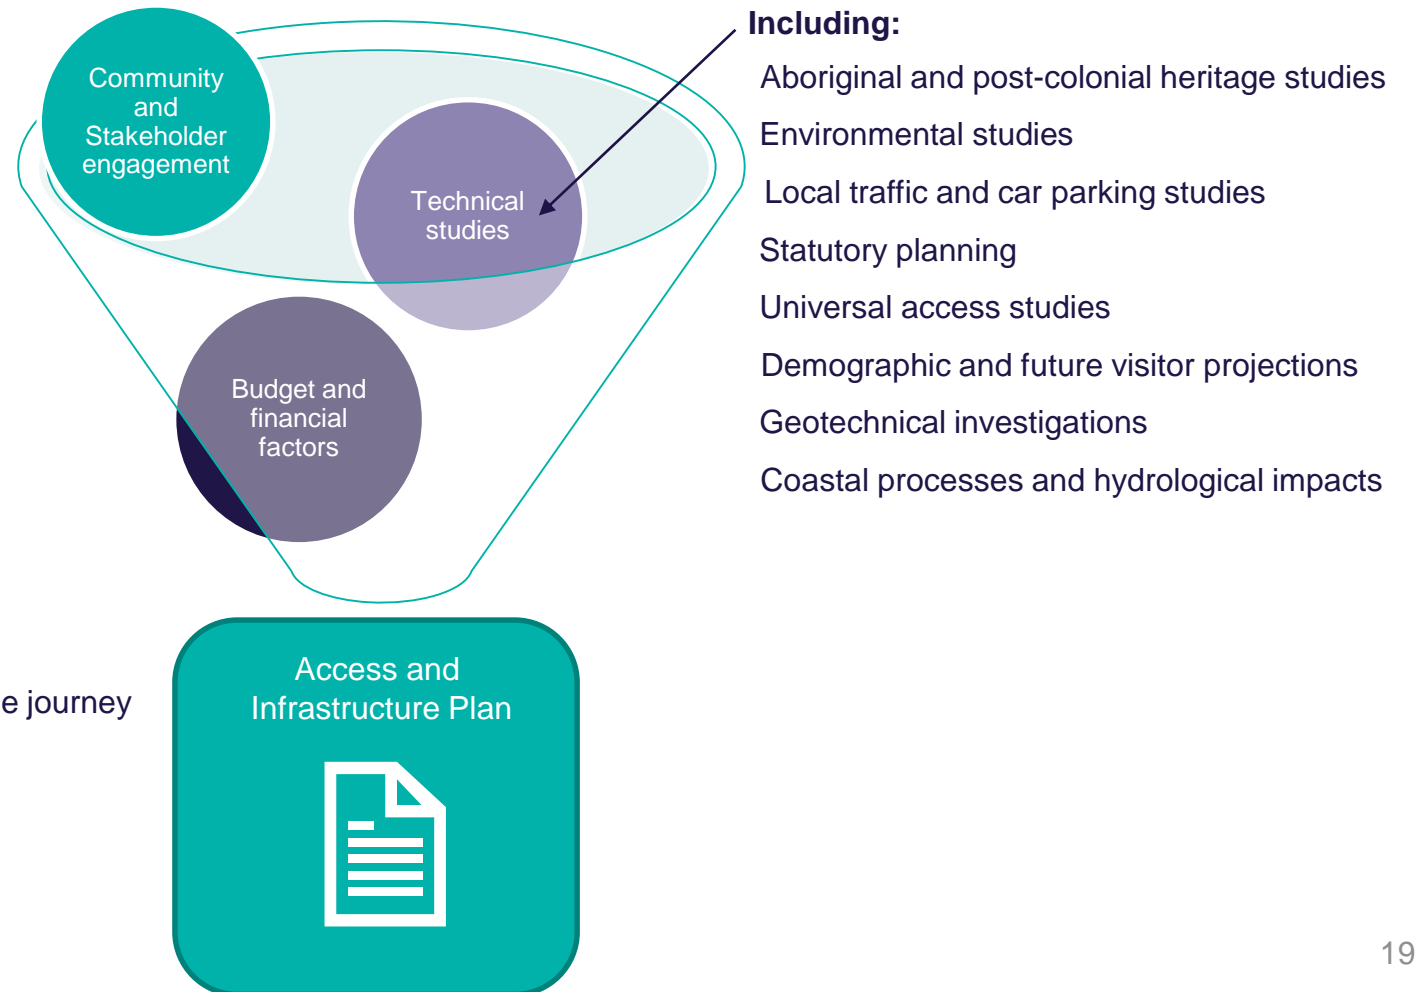 Community
and
Stakeholder
engagement
Technical
studies
Budget and
financial
factors
Including:
Aboriginal and post-colonial heritage studies
Environmental studies
Local traffic and car parking studies
Statutory planning
Universal access studies
Demographic and future visitor projections
Geotechnical investigations
Coastal processes and hydrological impacts
e journey
Access and
Infrastructure Plan
19